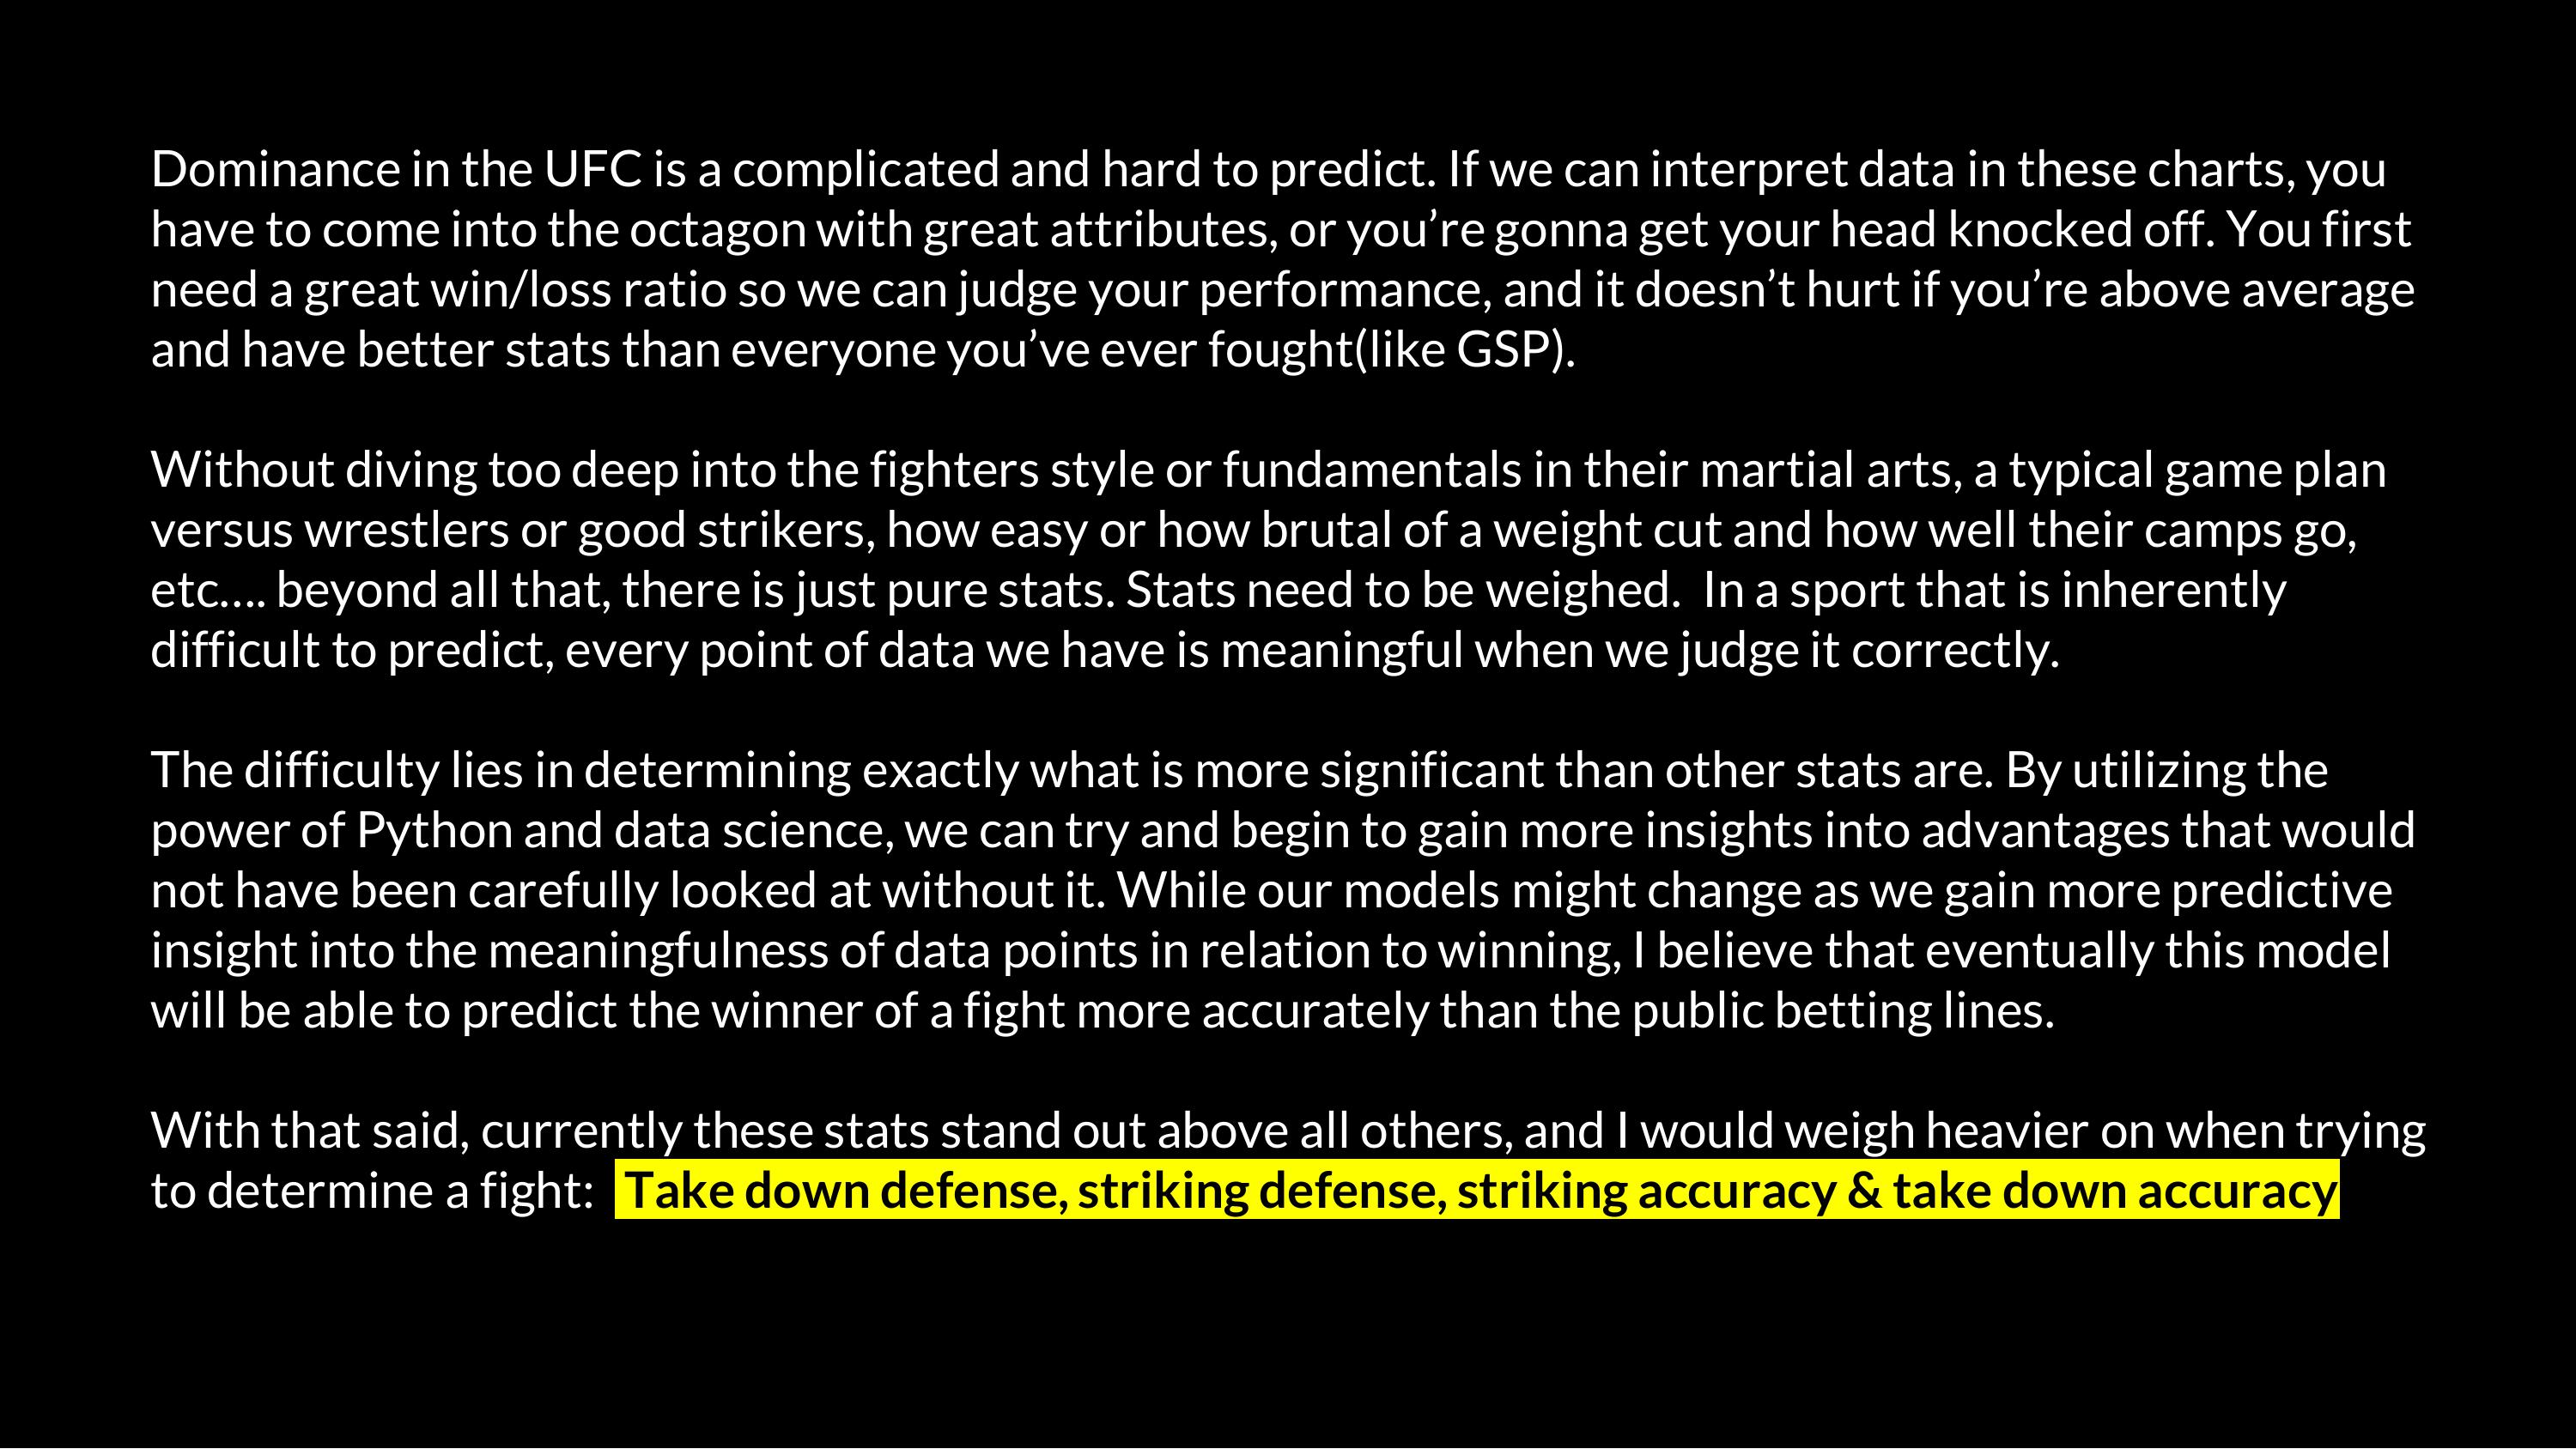 Dominance in the UFC is a complicated and hard to predict. If we can interpret data in these charts, you
have to come into the octagon with great attributes, or you’re gonna get your head knocked off. You first
need a great win/loss ratio so we can judge your performance, and it doesn’t hurt if you’re above average
and have better stats than everyone you’ve ever fought(like GSP).
Without diving too deep into the fighters style or fundamentals in their martial arts, a typical game plan
versus wrestlers or good strikers, how easy or how brutal of a weight cut and how well their camps go,
etc.... beyond all that, there is just pure stats. Stats need to be weighed.  In a sport that is inherently
difficult to predict, every point of data we have is meaningful when we judge it correctly.
The difficulty lies in determining exactly what is more significant than other stats are. By utilizing the
power of Python and data science, we can try and begin to gain more insights into advantages that would
not have been carefully looked at without it. While our models might change as we gain more predictive
insight into the meaningfulness of data points in relation to winning, I believe that eventually this model
will be able to predict the winner of a fight more accurately than the public betting lines.
With that said, currently these stats stand out above all others, and I would weigh heavier on when trying
to determine a fight:  Take down defense, striking defense, striking accuracy & take down accuracy